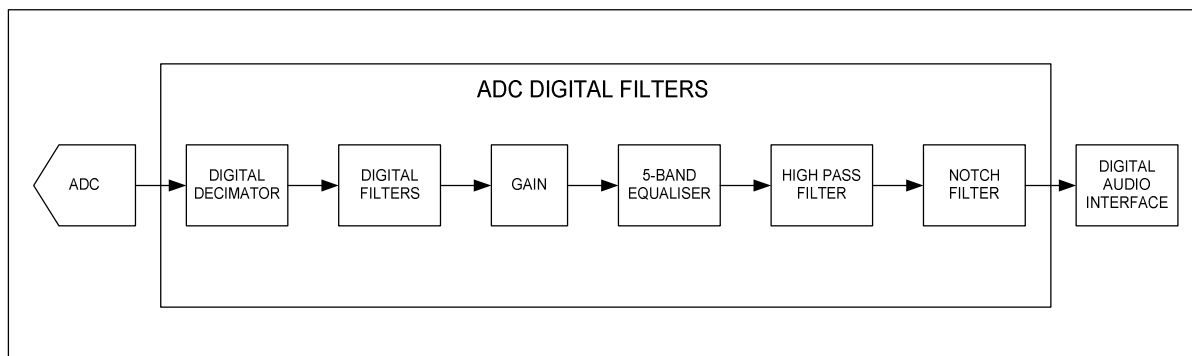 ADC DIGITAL FILTERS
ADC
DIGITAL
DECIMATOR
DIGITAL
FILTERS
GAIN
5-BAND
EQUALISER
HIGH PASS
FILTER
NOTCH
FILTER
DIGITAL
AUDIO
INTERFACE